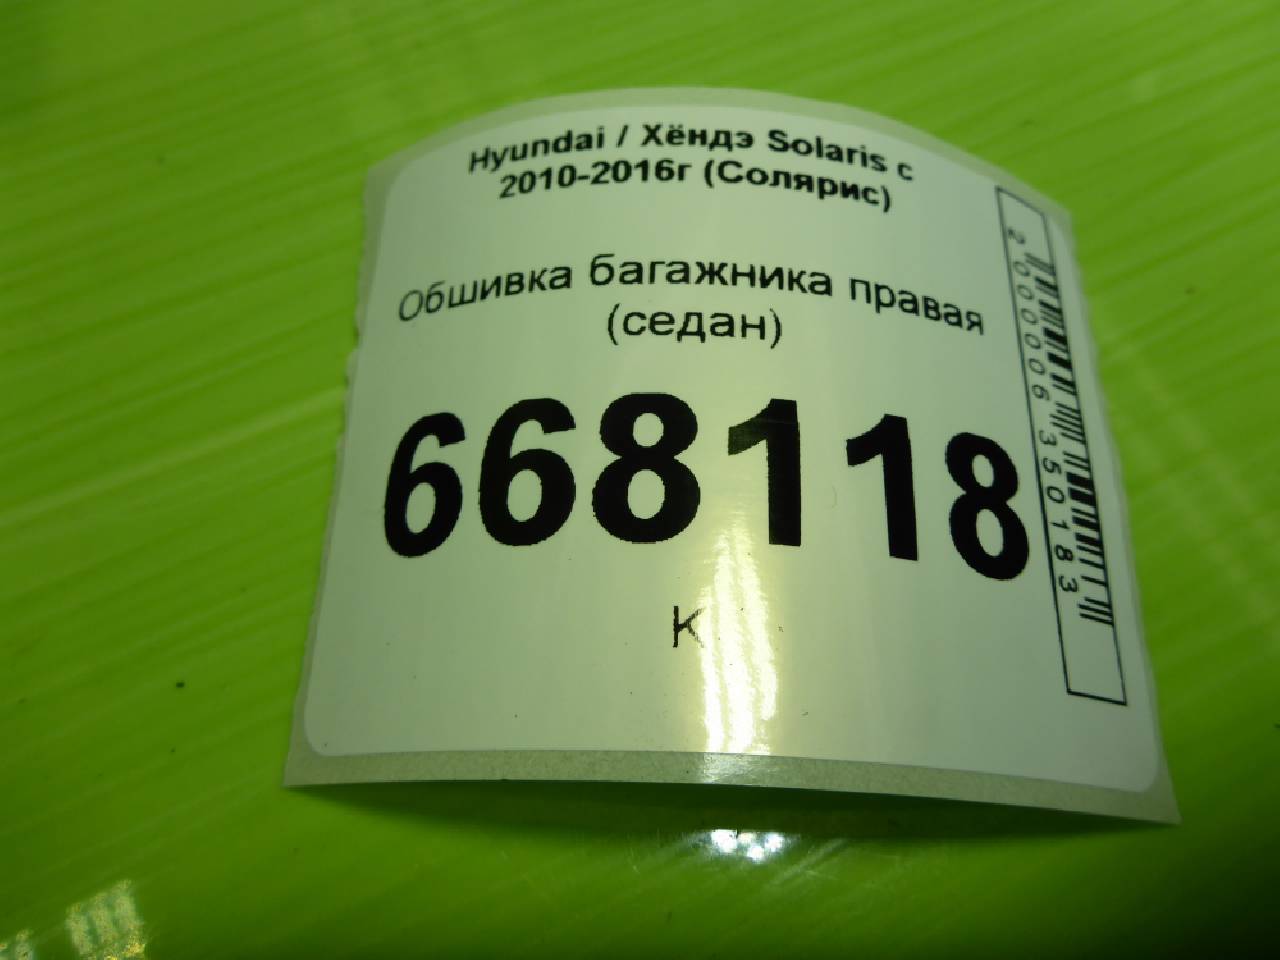 Hyundai / Хёндэ Solaris с
2010-2016г (Солярис)
Обшивка багажника правая
(седан)
668118
К
2000006350183